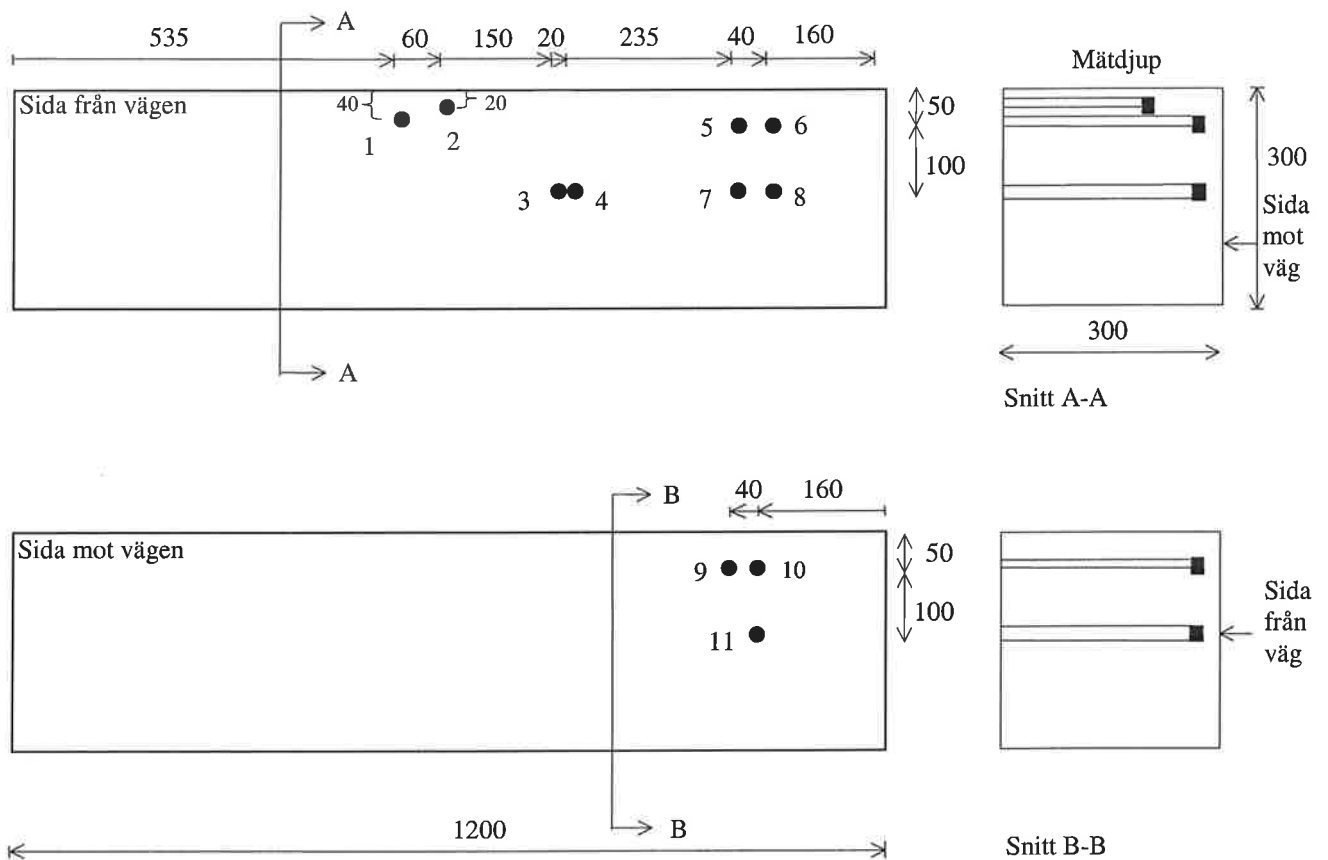 A
535 60 150 20 235 40 160
Mätdjup
Sida från vägen
40 20
50
1 2
5 6
100
300
3 4
7 8
Sida
mot
väg
300
A
Snitt A-A
B
40 160
Sida mot vägen
50
9 10
100
Sida
från
väg
11
1200
B
Snitt B-B